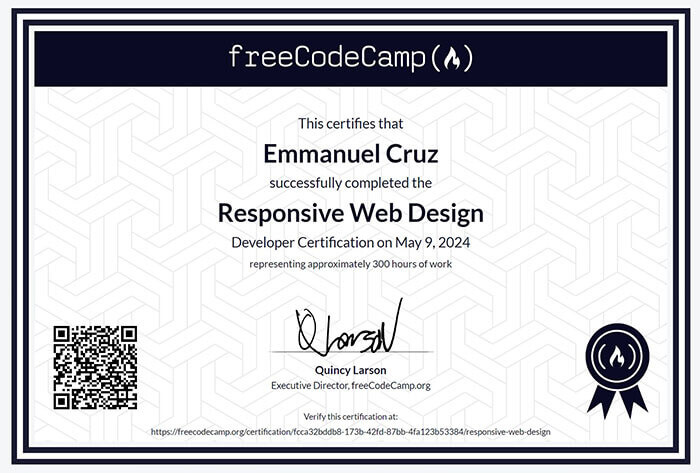 freeCodeCamp(🔥)
This certifies that
Emmanuel Cruz
successfully completed the
Responsive Web Design
Developer Certification on May 9, 2024
representing approximately 300 hours of work
Q Larson
Quincy Larson
Executive Director, freeCodeCamp.org
Verify this certification at:
https://freecodecamp.org/certification/fcca32bddb8-173b-42fd-87bb-4fa123b53384/responsive-web-design